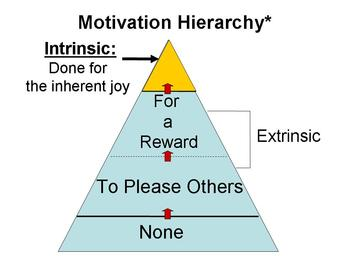 Motivation Hierarchy*
Intrinsic:
Done for
the inherent joy
For
a
Reward
Extrinsic
To Please Others
None